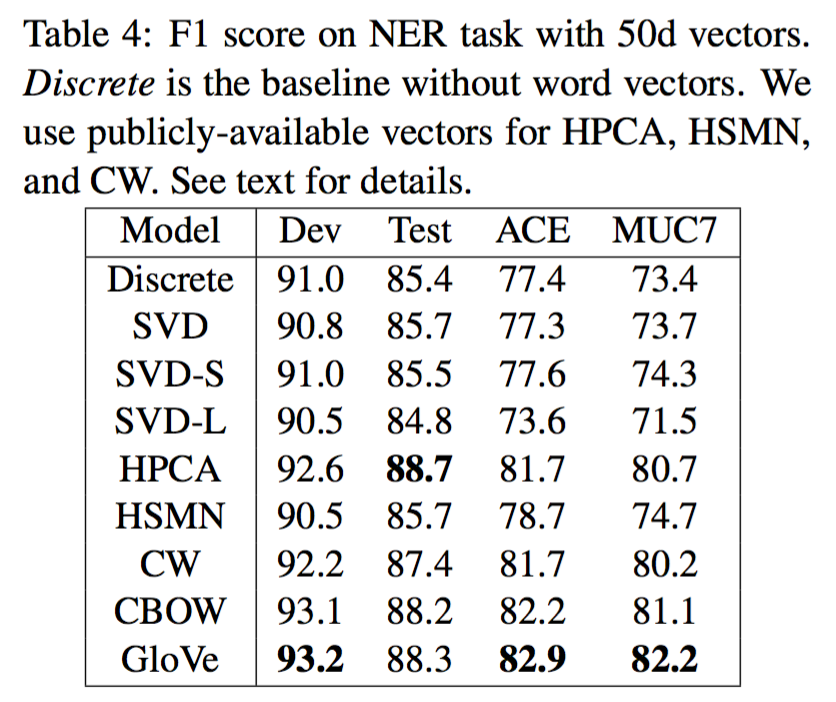 Table 4: F1 score on NER task with 50d vectors.
Discrete is the baseline without word vectors. We
use publicly-available vectors for HPCA, HSMN,
and CW. See text for details.
Model Dev Test ACE MUC7
Discrete 91.0 85.4 77.4 73.4
SVD 90.8 85.7 77.3 73.7
SVD-S 91.0 85.5 77.6 74.3
SVD-L 90.5 84.8 73.6 71.5
HPCA 92.6 88.7 81.7 80.7
HSMN 90.5 85.7 78.7 74.7
CW 92.2 87.4 81.7 80.2
CBOW 93.1 88.2 82.2 81.1
GloVe 93.2 88.3 82.9 82.2